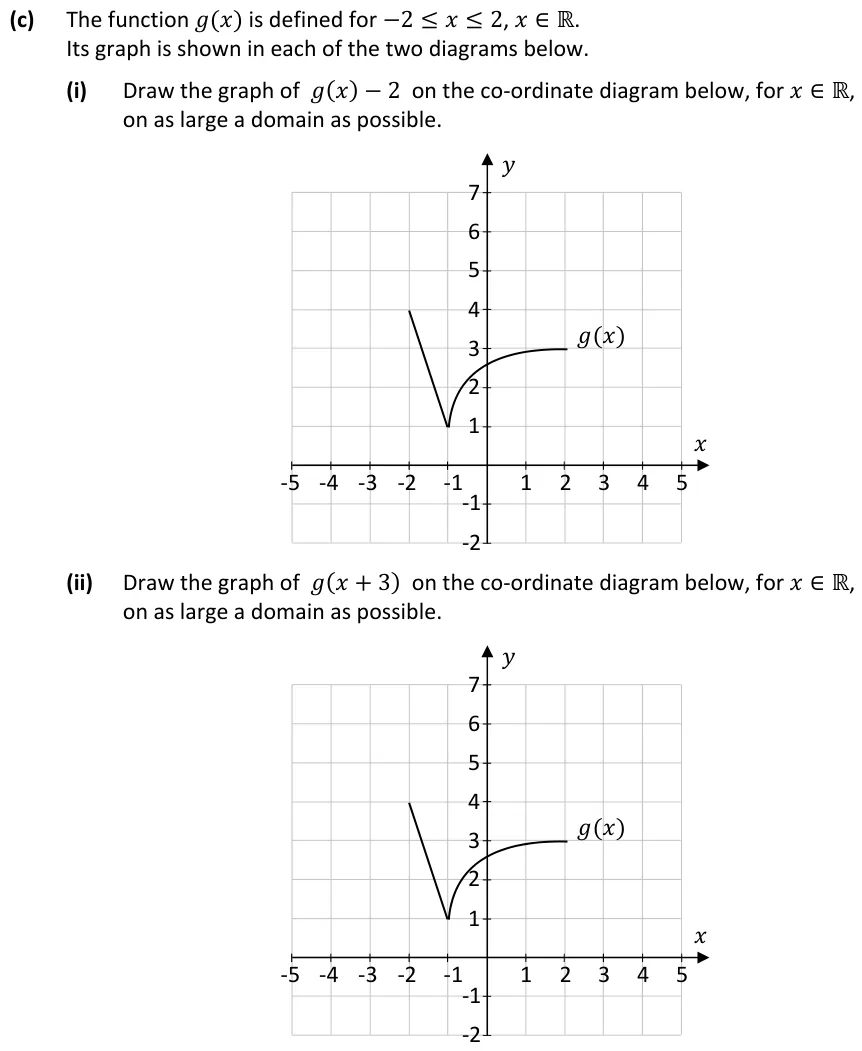 (c) The function g(x) is defined for −2 ≤ x ≤ 2, x ∈ ℝ.
Its graph is shown in each of the two diagrams below.
(i) Draw the graph of g(x) − 2 on the co-ordinate diagram below, for x ∈ ℝ,
on as large a domain as possible.
y
7
6
5
4
g(x)
3
2
1
x
-5 -4 -3 -2 -1 1 2 3 4 5
-1
-2
(ii) Draw the graph of g(x + 3) on the co-ordinate diagram below, for x ∈ ℝ,
on as large a domain as possible.
y
7
6
5
4
g(x)
3
2
1
x
-5 -4 -3 -2 -1 1 2 3 4 5
-1
-2